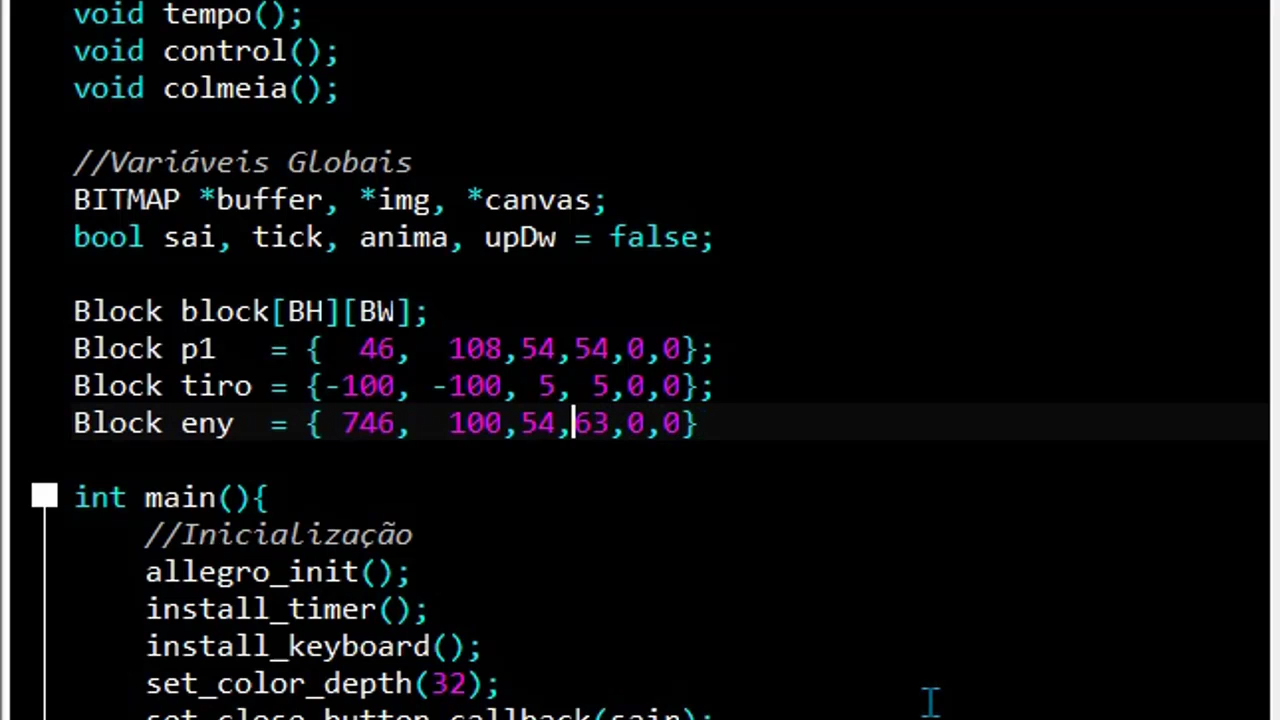 void tempo();
void control();
void colmeia();
//Variáveis Globais
BITMAP *buffer, *img, *canvas;
bool sai, tick, anima, upDw = false;
Block block[BH][BW];
Block p1   = {  46,  108,54,54,0,0};
Block tiro = {-100, -100, 5, 5,0,0};
Block eny  = { 746,  100,54,63,0,0}
int main(){
//Inicialização
allegro_init();
install_timer();
install_keyboard();
set_color_depth(32);
set_close_button_callback(sair);